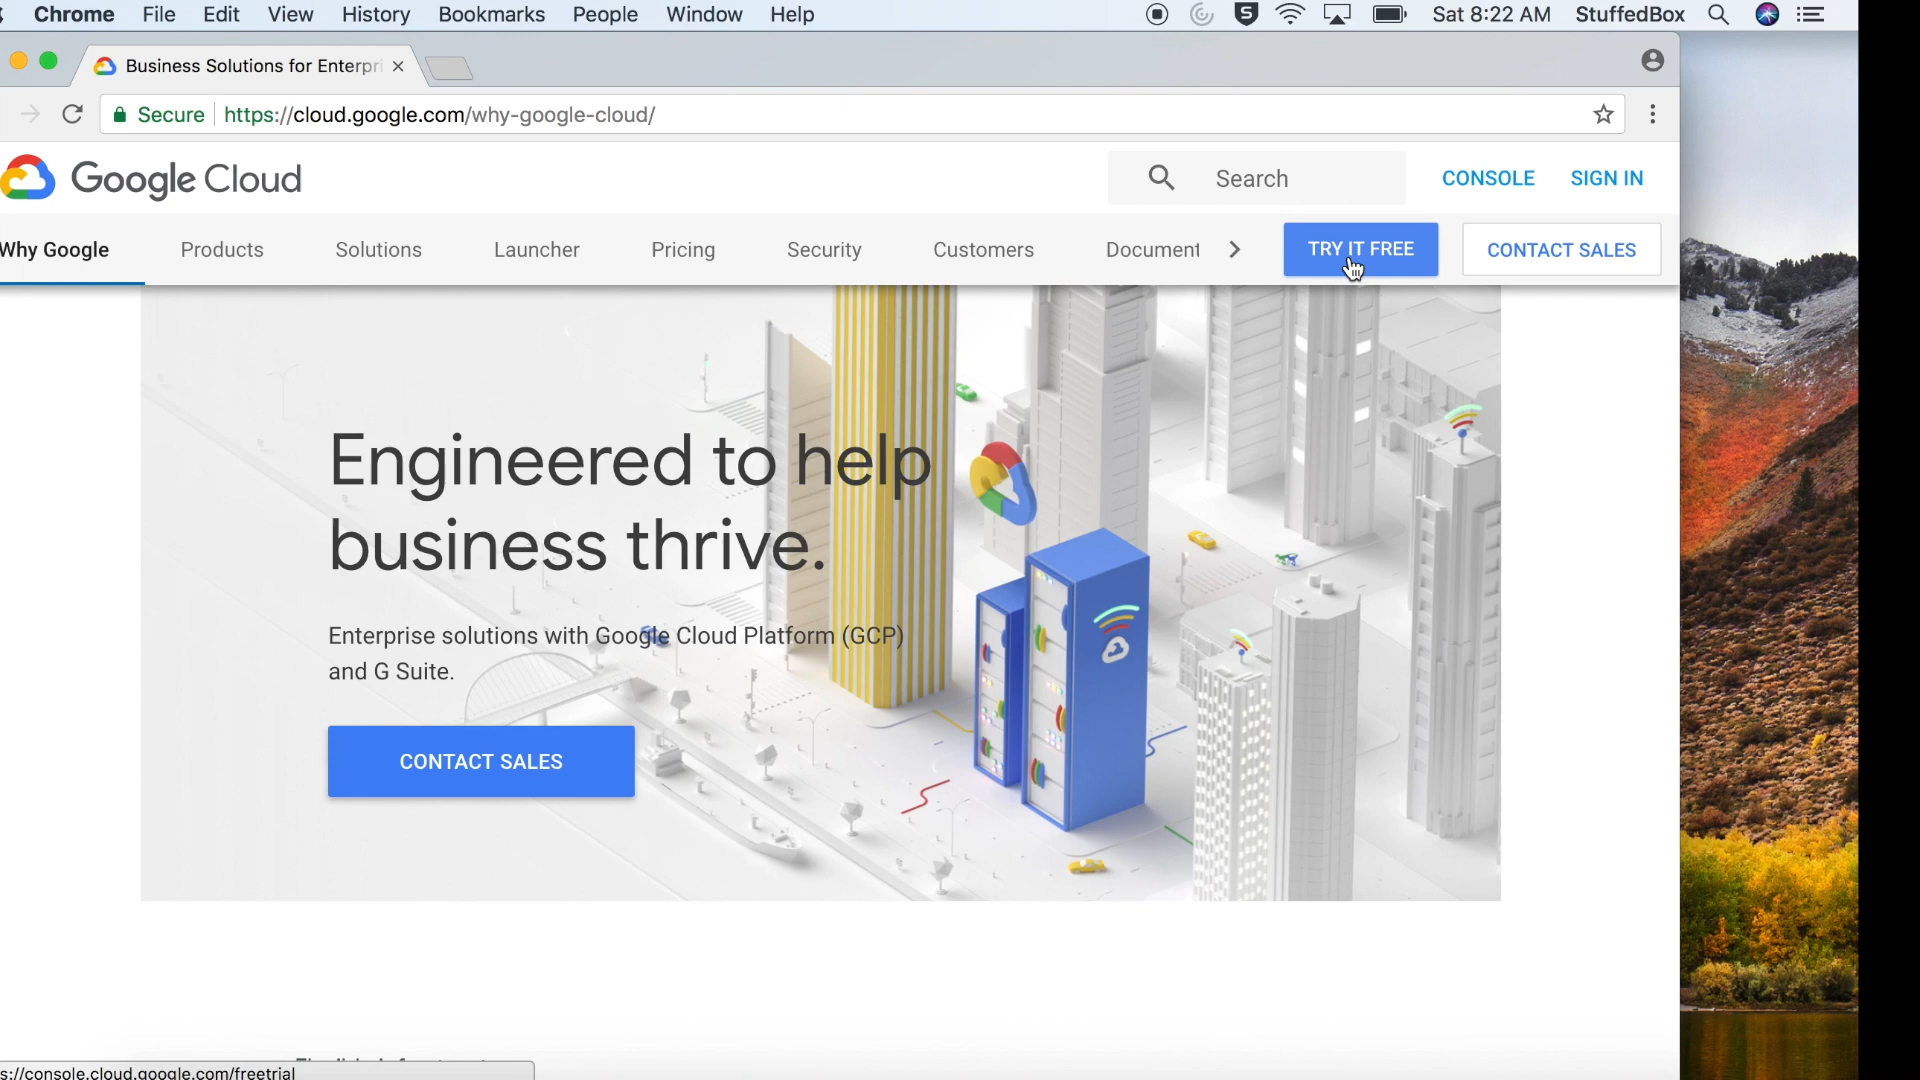 Chrome File Edit View History Bookmarks People Window Help Sat 8:22 AM StuffedBox
Business Solutions for Enterpri
Secure https://cloud.google.com/why-google-cloud/
Google Cloud Search CONSOLE SIGN IN
Why Google Products Solutions Launcher Pricing Security Customers Document TRY IT FREE CONTACT SALES
Engineered to help
business thrive.
Enterprise solutions with Google Cloud Platform (GCP)
and G Suite.
CONTACT SALES
s://console.cloud.google.com/freetrial